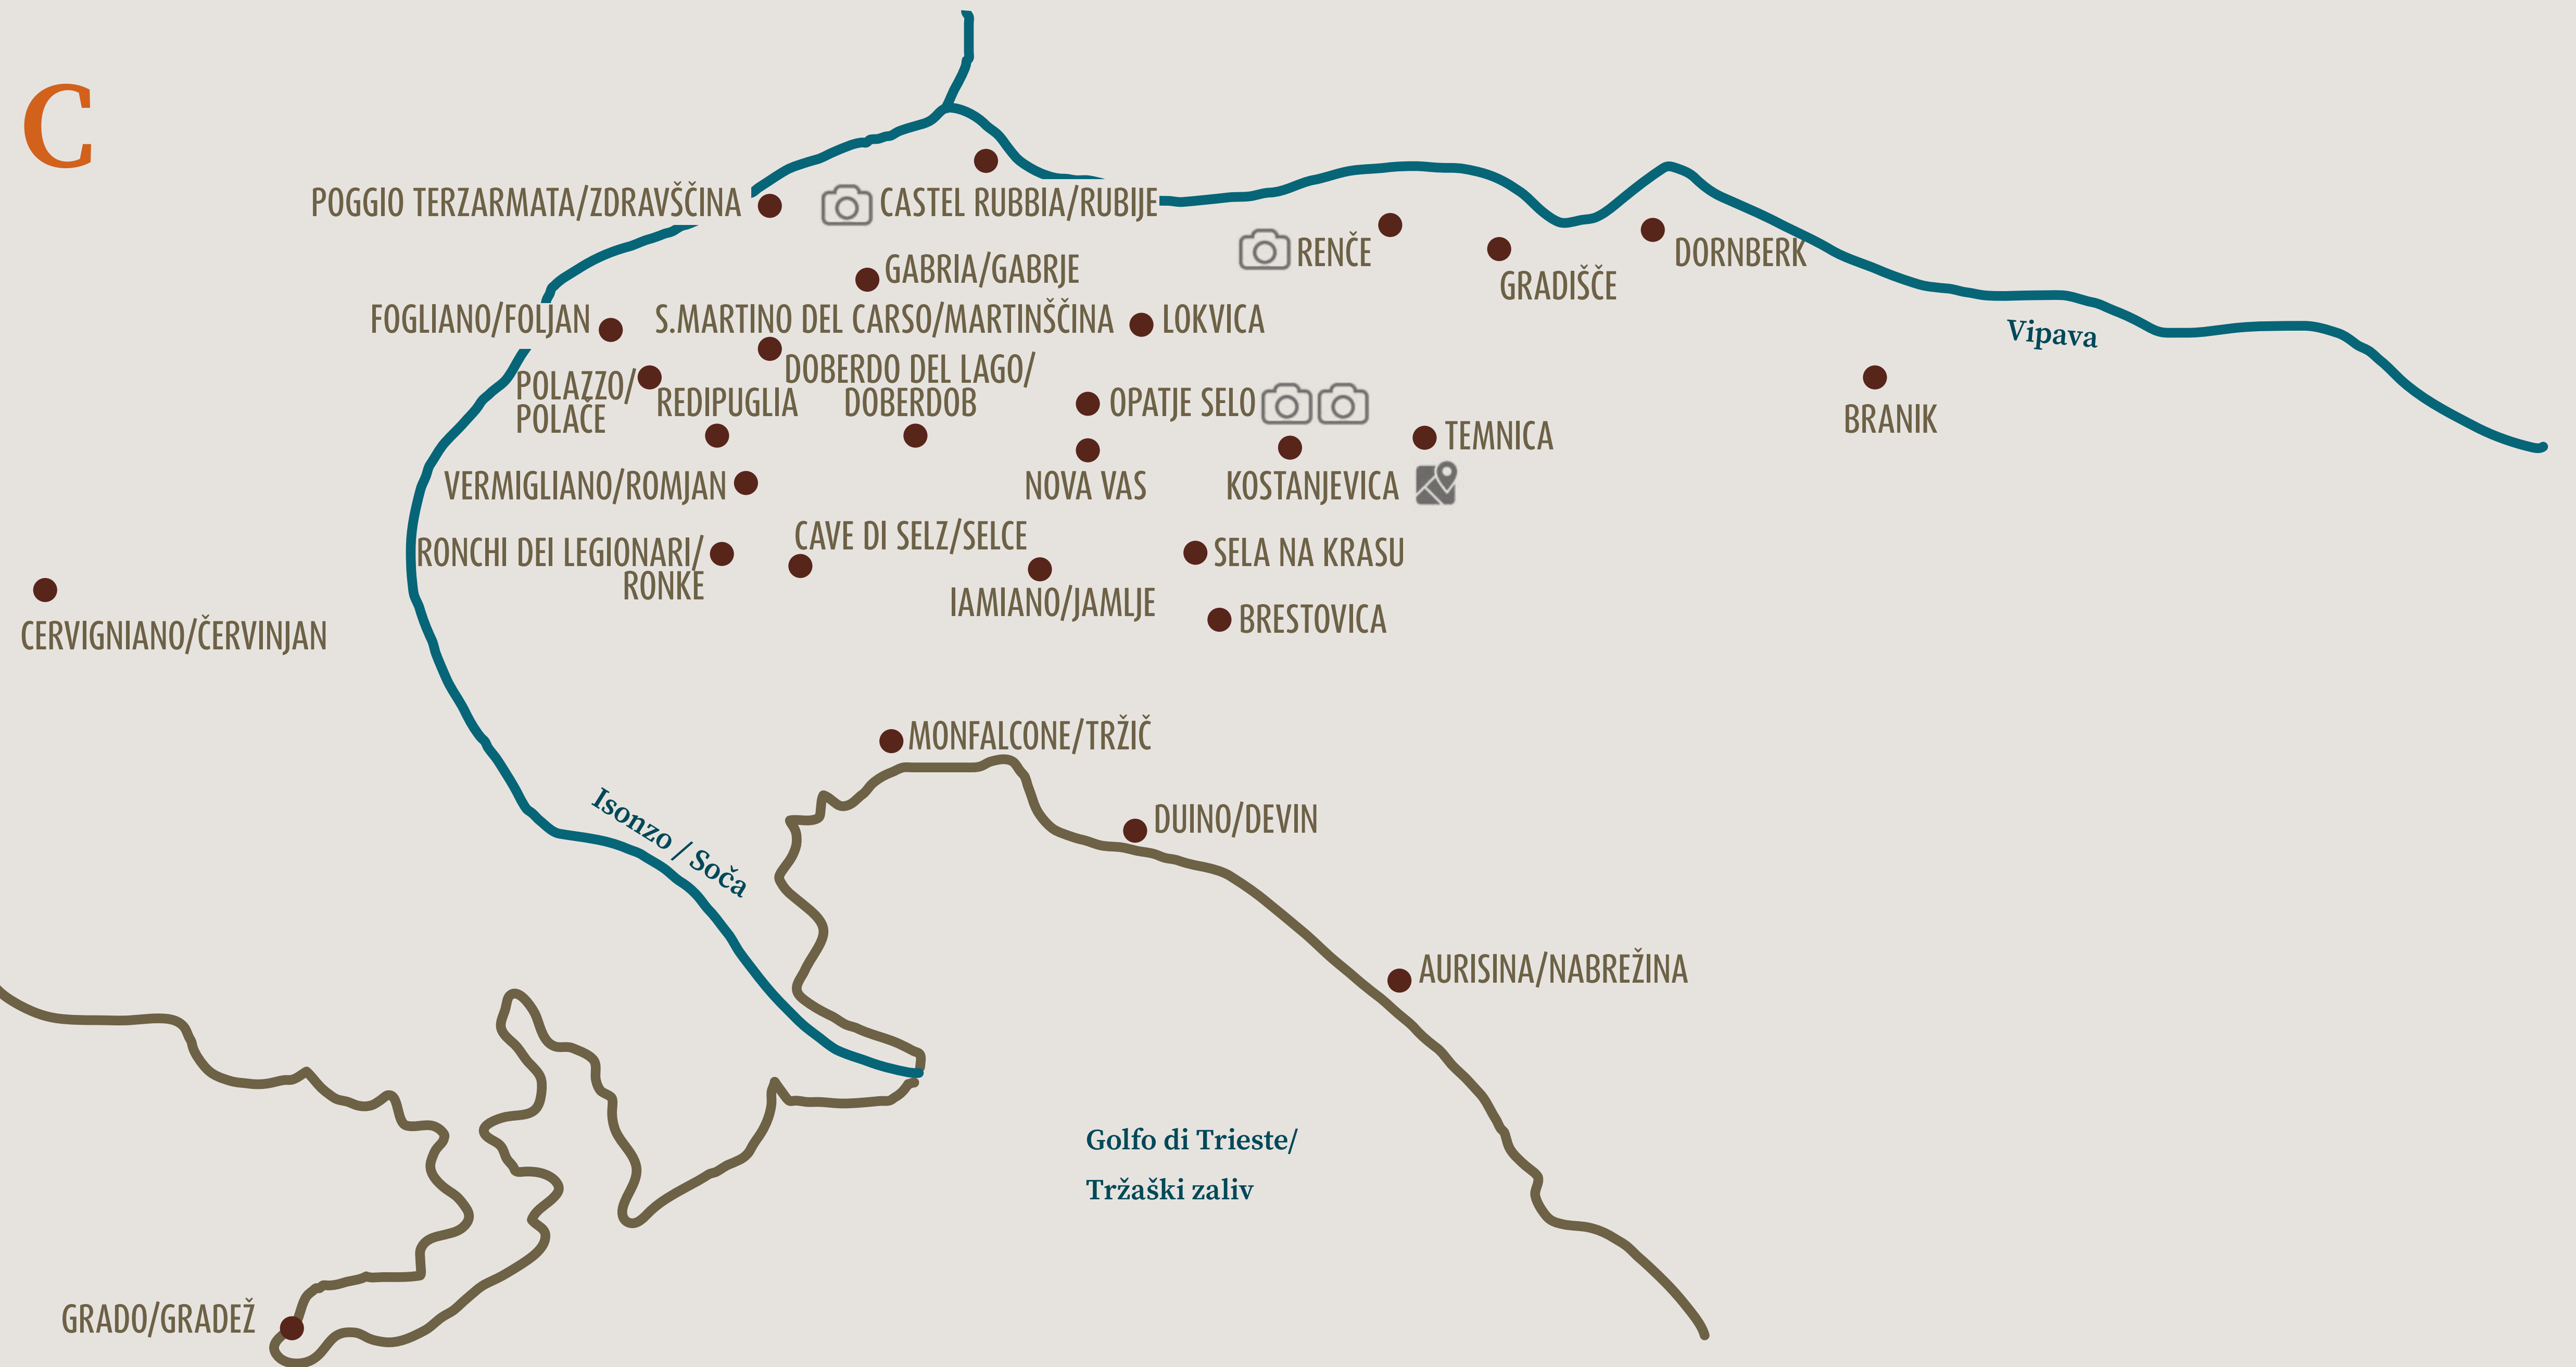 C
POGGIO TERZARMATA/ZDRAVŠČINA
CASTEL RUBBIA/RUBIJE
RENČE
DORNBERK
GABRIA/GABRJE
GRADIŠČE
FOGLIANO/FOLJAN
S.MARTINO DEL CARSO/MARTINŠČINA
LOKVICA
Vipava
DOBERDO DEL LAGO/
DOBERDOB
POLAZZO/
POLAČE
REDIPUGLIA
OPATJE SELO
BRANIK
TEMNICA
VERMIGLIANO/ROMJAN
NOVA VAS
KOSTANJEVICA
CAVE DI SELZ/SELCE
RONCHI DEI LEGIONARI/
RONKE
SELA NA KRASU
IAMIANO/JAMLJE
BRESTOVICA
CERVIGNIANO/ČERVINJAN
MONFALCONE/TRŽIČ
DUINO/DEVIN
Isonzo / Soča
AURISINA/NABREŽINA
Golfo di Trieste/
Tržaški zaliv
GRADO/GRADEŽ